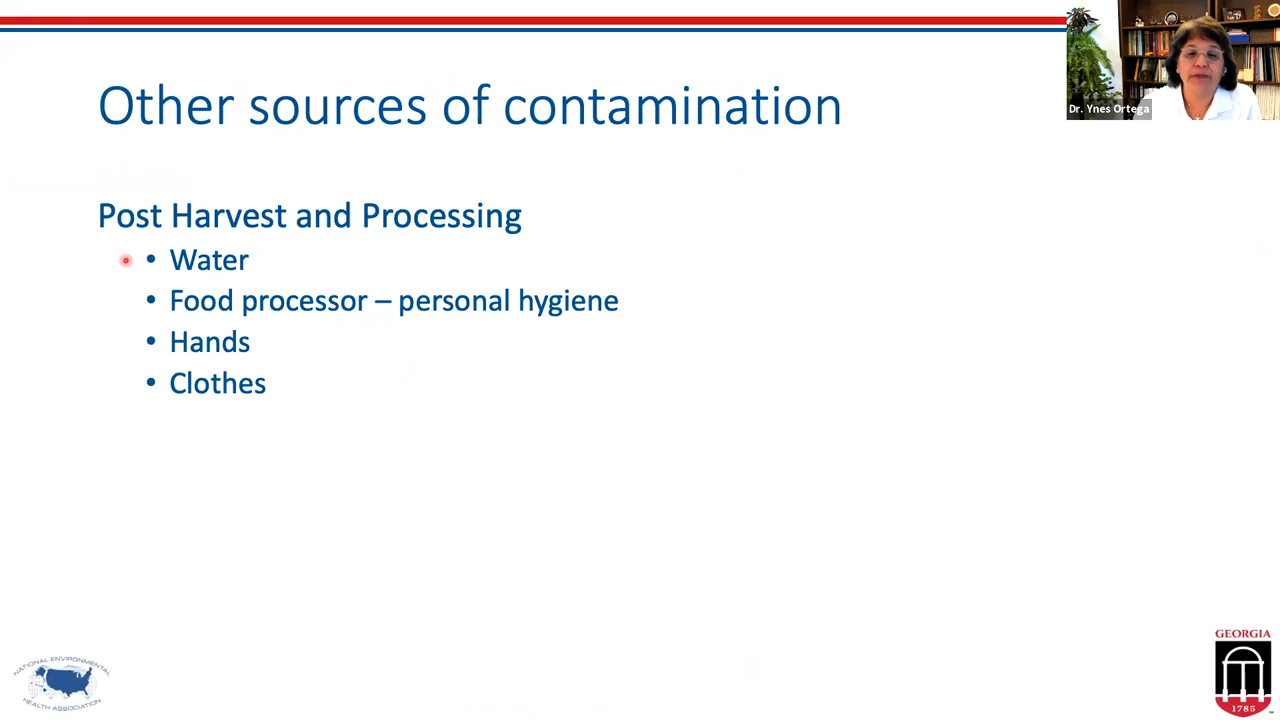 Other sources of contamination
Dr. Ynes Ortega
Post Harvest and Processing
• Water
• Food processor – personal hygiene
• Hands
• Clothes
NATIONAL ENVIRONMENTAL
HEALTH ASSOCIATION
GEORGIA
1785